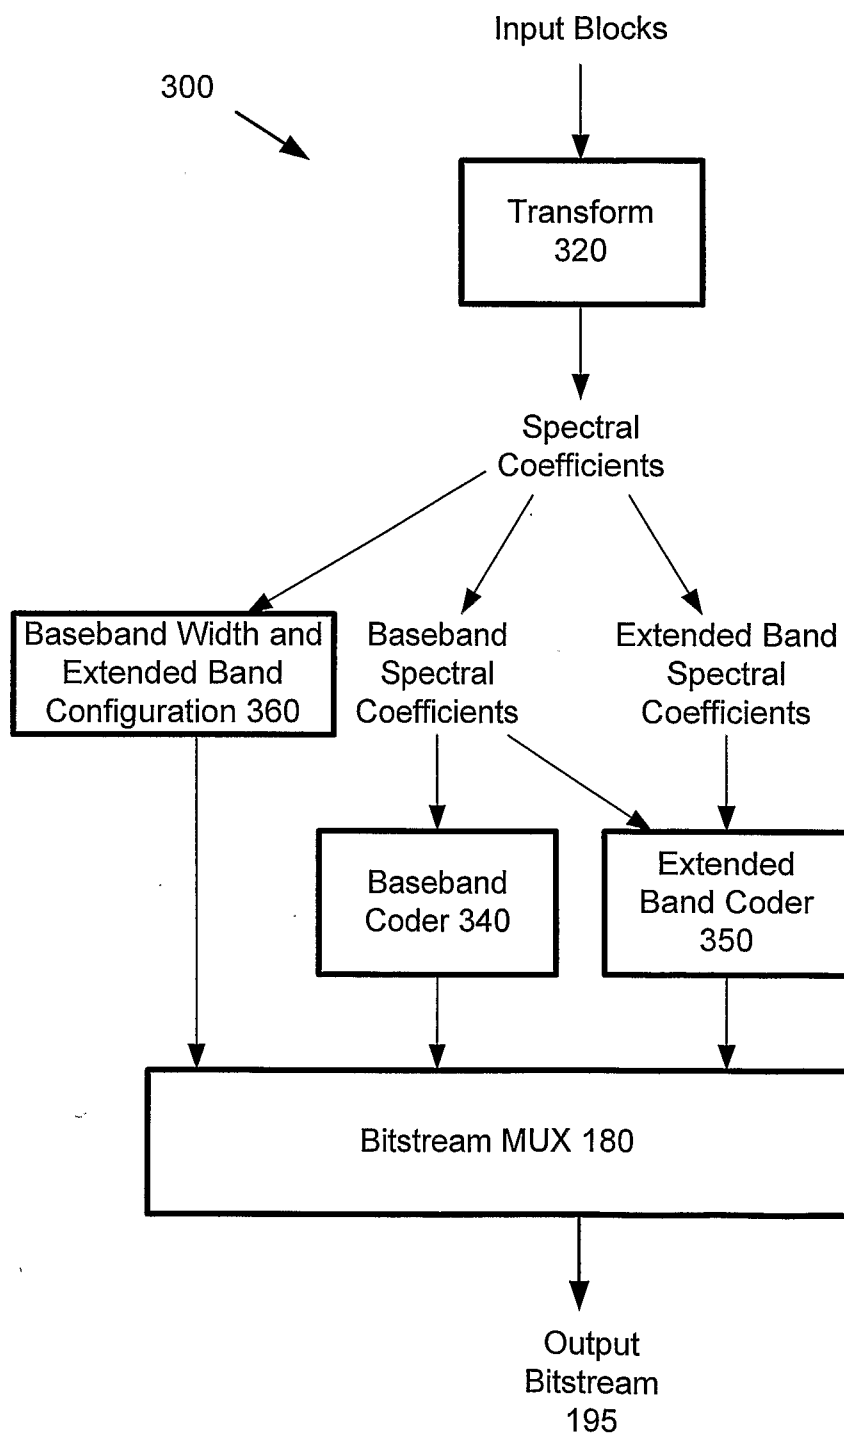 Input Blocks
300
Transform
320
Spectral
Coefficients
Baseband Width and
Extended Band
Configuration 360
Baseband
Spectral
Coefficients
Extended Band
Spectral
Coefficients
Baseband
Coder 340
Extended
Band Coder
350
Bitstream MUX 180
Output
Bitstream
195